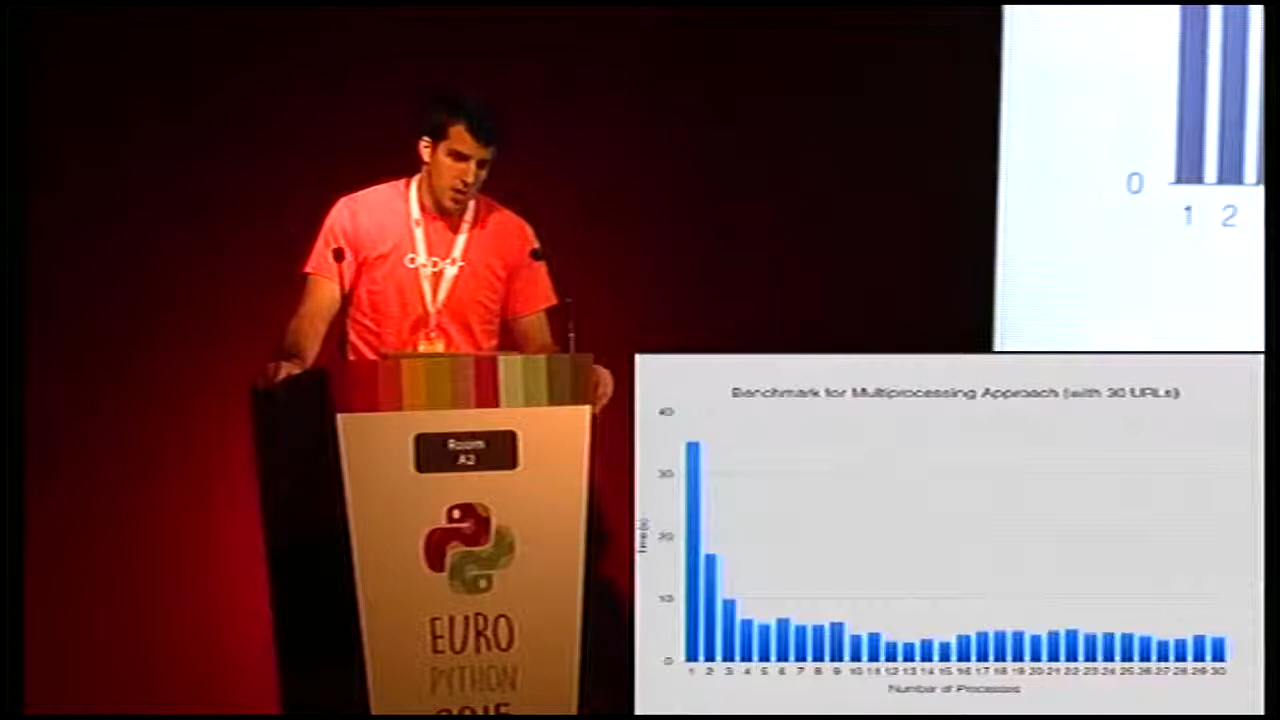 0
1 2
Room
A2
EURO
PYTHON
2015
Benchmark for Multiprocessing Approach (with 30 URLs)
40
30
20
10
0
Time (s)
1 2 3 4 5 6 7 8 9 10 11 12 13 14 15 16 17 18 19 20 21 22 23 24 25 26 27 28 29 30
Number of Processes